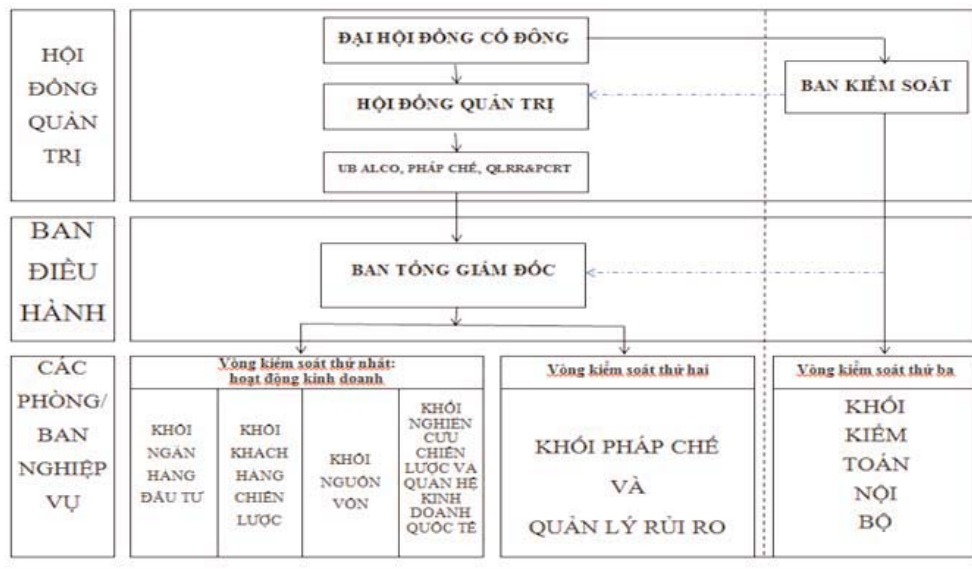 HỘI
ĐỒNG
QUẢN
TRỊ
ĐẠI HỘI ĐỒNG CỔ ĐÔNG
HỘI ĐỒNG QUẢN TRỊ
UB ALCO, PHÁP CHẾ, QLRR&PCRT
BAN KIỂM SOÁT
BAN
ĐIỀU
HÀNH
BAN TỔNG GIÁM ĐỐC
CÁC
PHÒNG/
BAN
NGHIỆP
VỤ
Vòng kiểm soát thứ nhất:
hoạt động kinh doanh
KHỐI
NGÂN
HÀNG
ĐẦU TƯ
KHỐI
KHÁCH
HÀNG
CHIẾN
LƯỢC
KHỐI
NGUỒN
VỐN
KHỐI
NGHIÊN
CỨU
CHIẾN
LƯỢC VÀ
QUAN HỆ
KINH
DOANH
QUỐC TẾ
Vòng kiểm soát thứ hai
KHỐI PHÁP CHẾ
VÀ
QUẢN LÝ RỦI RO
Vòng kiểm soát thứ ba
KHỐI
KIỂM
TOÁN
NỘI
BỘ